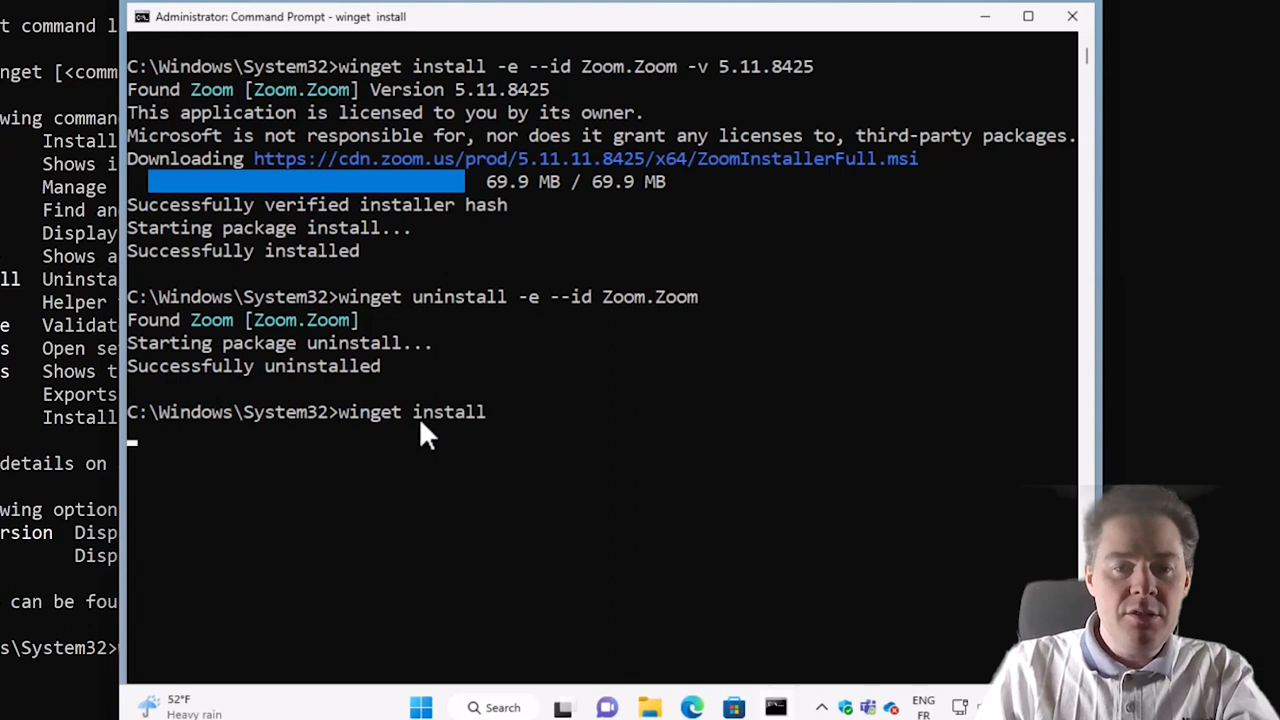 Administrator: Command Prompt - winget install
t command l
C:\Windows\System32>winget install -e --id Zoom.Zoom -v 5.11.8425
nget [<comm
Found Zoom [Zoom.Zoom] Version 5.11.8425
This application is licensed to you by its owner.
wing comman
Microsoft is not responsible for, nor does it grant any licenses to, third-party packages.
Install
Downloading https://cdn.zoom.us/prod/5.11.11.8425/x64/ZoomInstallerFull.msi
Shows i
69.9 MB / 69.9 MB
Manage
Successfully verified installer hash
Find an
Starting package install...
Display
Successfully installed
Shows a
ll Uninsta
C:\Windows\System32>winget uninstall -e --id Zoom.Zoom
Helper
Found Zoom [Zoom.Zoom]
e Validat
Starting package uninstall...
s Open se
Successfully uninstalled
s Shows t
Exports
C:\Windows\System32>winget install
Install
details on
wing option
rsion Disp
Disp
can be fou
s\System32>
52°F
Heavy rain
Search
ENG
FR